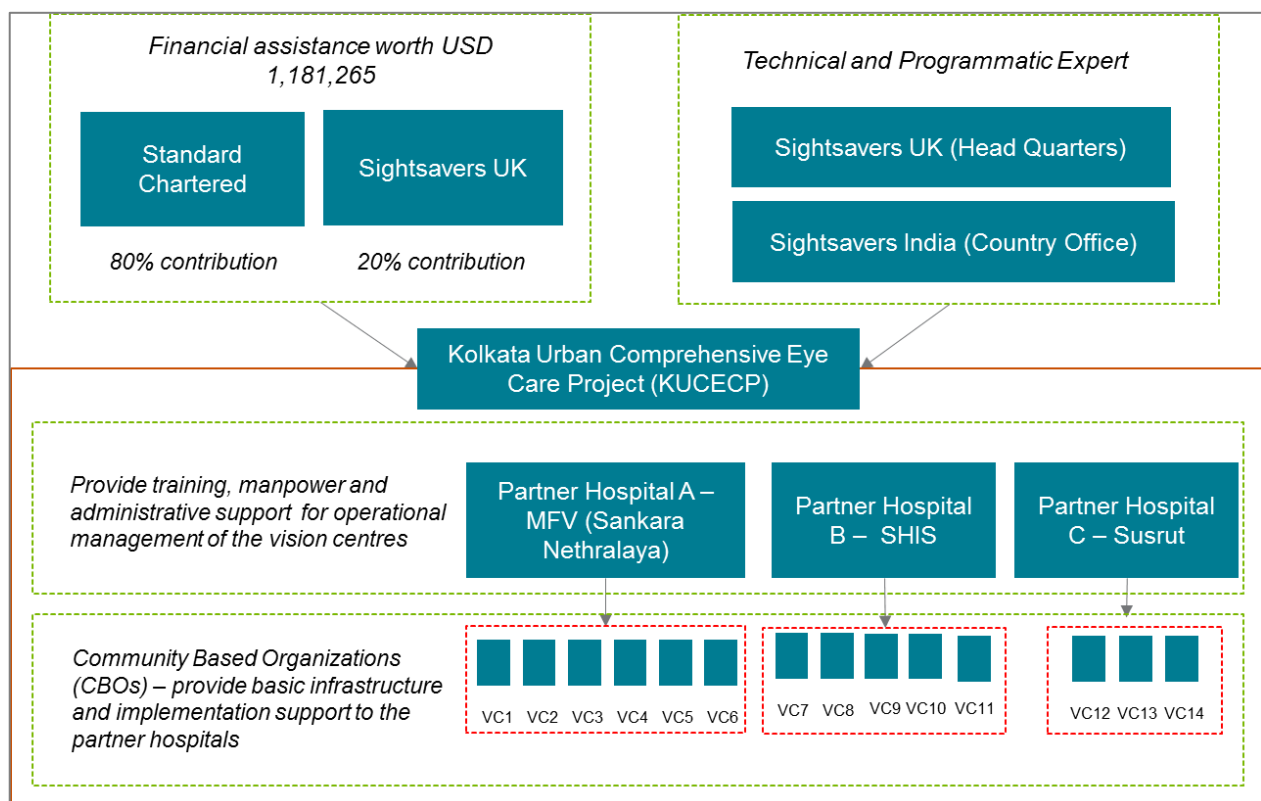 Financial assistance worth USD
1,181,265
Standard
Chartered
Sightsavers UK
80% contribution
20% contribution
Technical and Programmatic Expert
Sightsavers UK (Head Quarters)
Sightsavers India (Country Office)
Kolkata Urban Comprehensive Eye
Care Project (KUCECP)
Provide training, manpower and
administrative support for operational
management of the vision centres
Partner Hospital A –
MFV (Sankara
Nethralaya)
Partner Hospital
B – SHIS
Partner Hospital
C – Susrut
Community Based Organizations
(CBOs) – provide basic infrastructure
and implementation support to the
partner hospitals
VC1 VC2 VC3 VC4 VC5 VC6
VC7 VC8 VC9 VC10 VC11
VC12 VC13 VC14